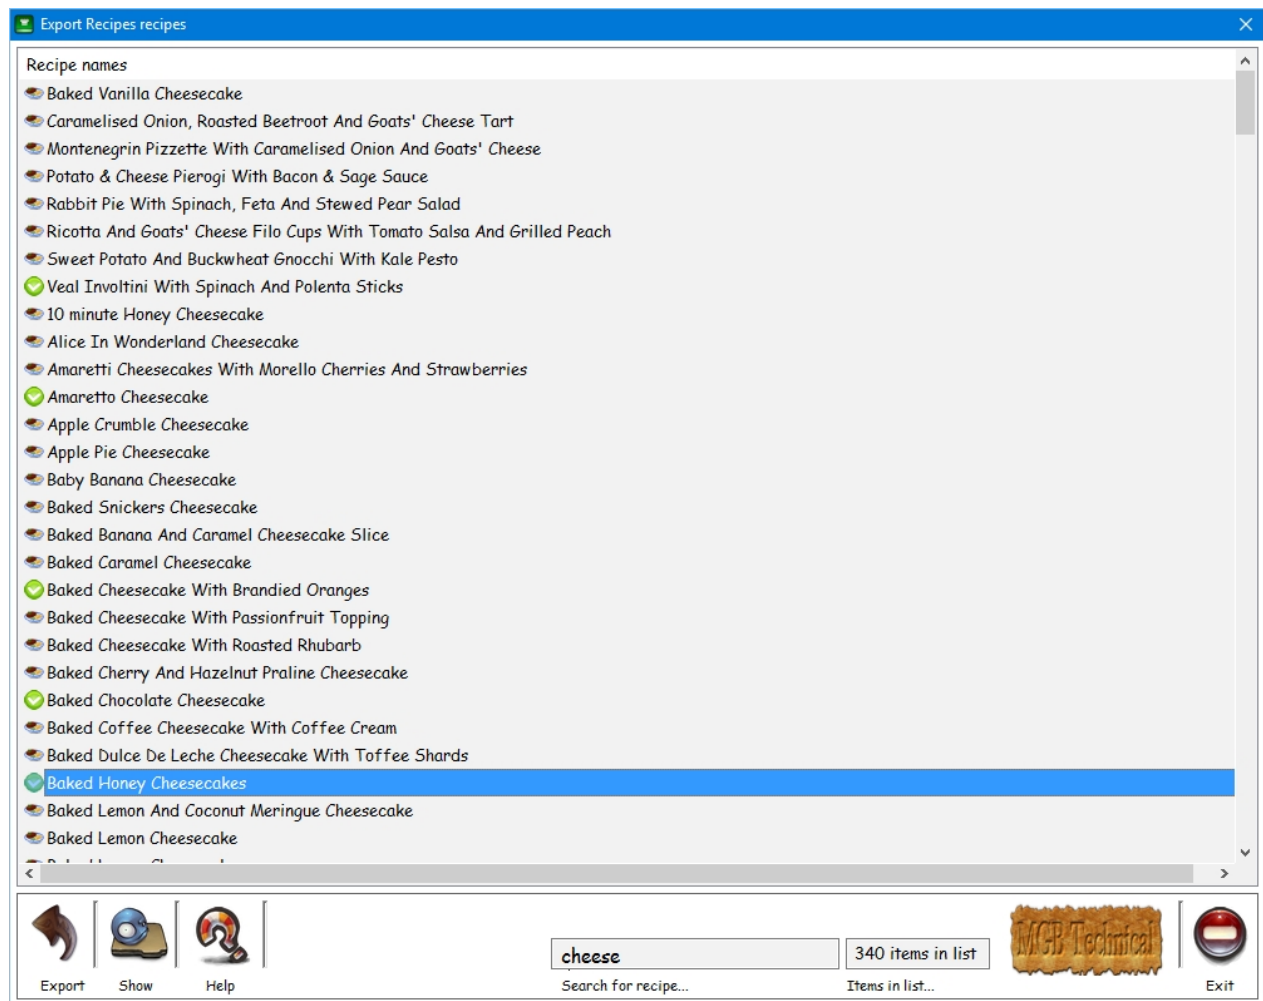 Export Recipes recipes
Recipe names
Baked Vanilla Cheesecake
Caramelised Onion, Roasted Beetroot And Goats' Cheese Tart
Montenegrin Pizzette With Caramelised Onion And Goats' Cheese
Potato & Cheese Pierogi With Bacon & Sage Sauce
Rabbit Pie With Spinach, Feta And Stewed Pear Salad
Ricotta And Goats' Cheese Filo Cups With Tomato Salsa And Grilled Peach
Sweet Potato And Buckwheat Gnocchi With Kale Pesto
Veal Involtini With Spinach And Polenta Sticks
10 minute Honey Cheesecake
Alice In Wonderland Cheesecake
Amaretti Cheesecakes With Morello Cherries And Strawberries
Amaretto Cheesecake
Apple Crumble Cheesecake
Apple Pie Cheesecake
Baby Banana Cheesecake
Baked Snickers Cheesecake
Baked Banana And Caramel Cheesecake Slice
Baked Caramel Cheesecake
Baked Cheesecake With Brandied Oranges
Baked Cheesecake With Passionfruit Topping
Baked Cheesecake With Roasted Rhubarb
Baked Cherry And Hazelnut Praline Cheesecake
Baked Chocolate Cheesecake
Baked Coffee Cheesecake With Coffee Cream
Baked Dulce De Leche Cheesecake With Toffee Shards
Baked Honey Cheesecakes
Baked Lemon And Coconut Meringue Cheesecake
Baked Lemon Cheesecake
cheese
340 items in list
MGB Technical
Export
Show
Help
Search for recipe...
Items in list...
Exit